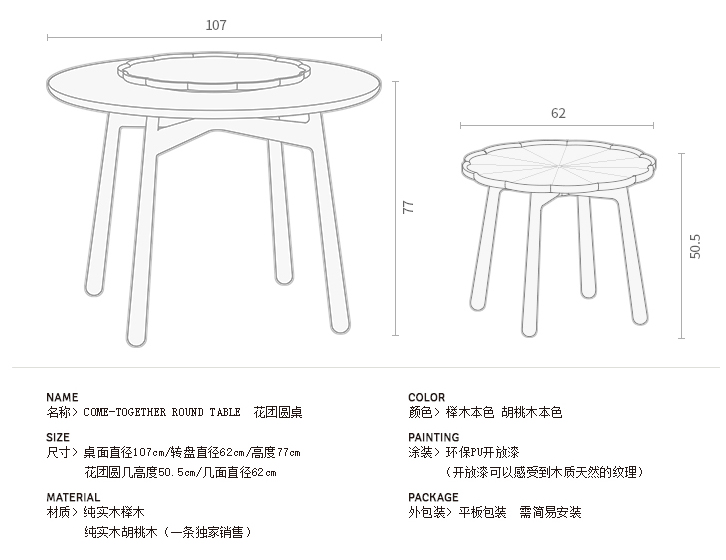 107
62
77
50.5
NAME
名称> COME-TOGETHER ROUND TABLE 花团圆桌
COLOR
颜色> 榉木本色 胡桃木本色
SIZE
尺寸> 桌面直径107cm/转盘直径62cm/高度77cm
花团圆几高度50.5cm/几面直径62cm
PAINTING
涂装> 环保PU开放漆
(开放漆可以感受到木质天然的纹理)
MATERIAL
材质> 纯实木榉木
纯实木胡桃木(一条独家销售)
PACKAGE
外包装> 平板包装 需简易安装